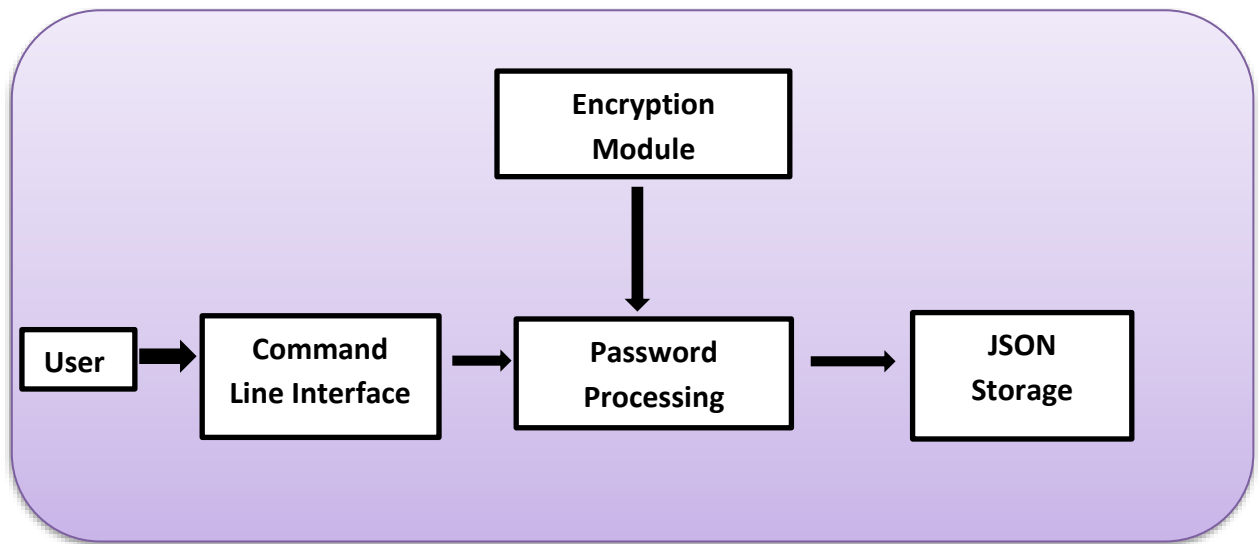 Encryption
Module
User
Command
Line Interface
Password
Processing
JSON
Storage